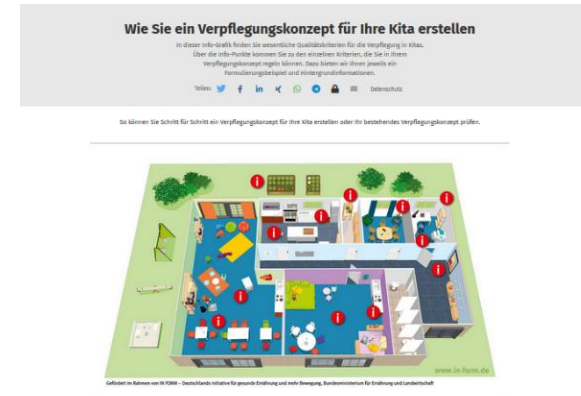 Wie Sie ein Verpflegungskonzept für Ihre Kita erstellen
In dieser Info-Grafik finden Sie wesentliche Qualitätskriterien für die Verpflegung in Kitas.
Über die Info-Punkte kommen Sie zu den einzelnen Kriterien, die Sie in Ihrem
Verpflegungskonzept regeln können. Dazu bieten wir Ihnen jeweils ein
Formulierungsbeispiel und Hintergrundinformationen.
Teilen: Datenschutz
So können Sie Schritt für Schritt ein Verpflegungskonzept für Ihre Kita erstellen oder Ihr bestehendes Verpflegungskonzept prüfen.
www.in-form.de
Gefördert im Rahmen von IN FORM – Deutschlands Initiative für gesunde Ernährung und mehr Bewegung, Bundesministerium für Ernährung und Landwirtschaft